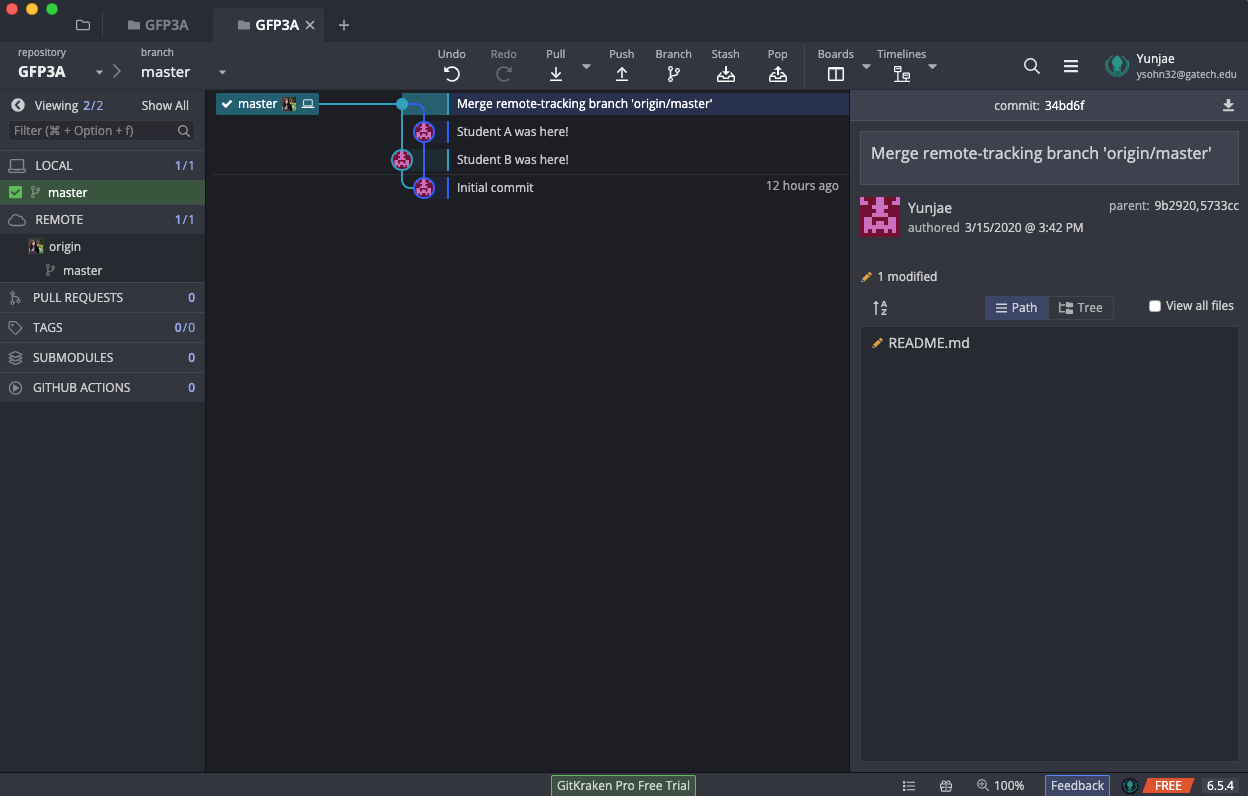 GFP3A
GFP3A
repository
GFP3A
branch
master
Undo
Redo
Pull
Push
Branch
Stash
Pop
Boards
Timelines
Yunjae
ysohn32@gatech.edu
Viewing 2/2
Show All
Filter (⌘ + Option + f)
LOCAL 1/1
master
REMOTE 1/1
origin
master
PULL REQUESTS 0
TAGS 0/0
SUBMODULES 0
GITHUB ACTIONS 0
master
Merge remote-tracking branch 'origin/master'
Student A was here!
Student B was here!
Initial commit
12 hours ago
commit: 34bd6f
Merge remote-tracking branch 'origin/master'
Yunjae
authored 3/15/2020 @ 3:42 PM
parent: 9b2920,5733cc
1 modified
Path
Tree
View all files
README.md
GitKraken Pro Free Trial
100%
Feedback
FREE
6.5.4